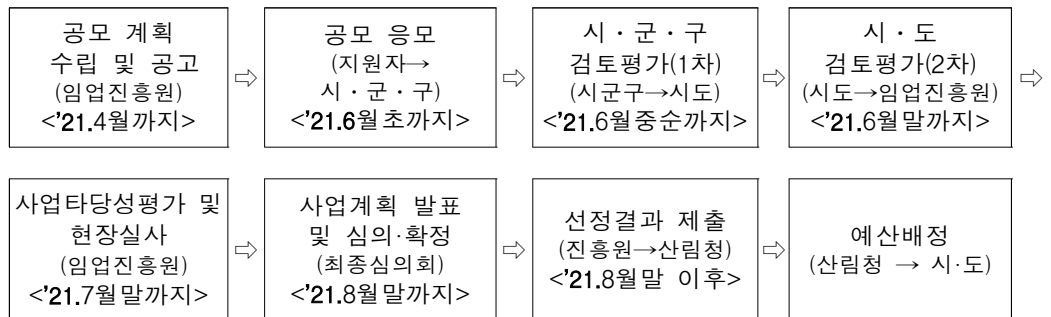 공모 계획
수립 및 공고
(임업진흥원)
<’21.4월까지>
⇨
공모 응모
(지원자→
시・군・구)
<’21.6월초까지>
⇨
시・군・구
검토평가(1차)
(시군구→시도)
<’21.6월중순까지>
⇨
시・도
검토평가(2차)
(시도→임업진흥원)
<’21.6월말까지>
⇨
사업타당성평가 및
현장실사
(임업진흥원)
<’21.7월말까지>
⇨
사업계획 발표
및 심의·확정
(최종심의회)
<’21.8월말까지>
⇨
선정결과 제출
(진흥원→산림청)
<’21.8월말 이후>
⇨
예산배정
(산림청 → 시·도)